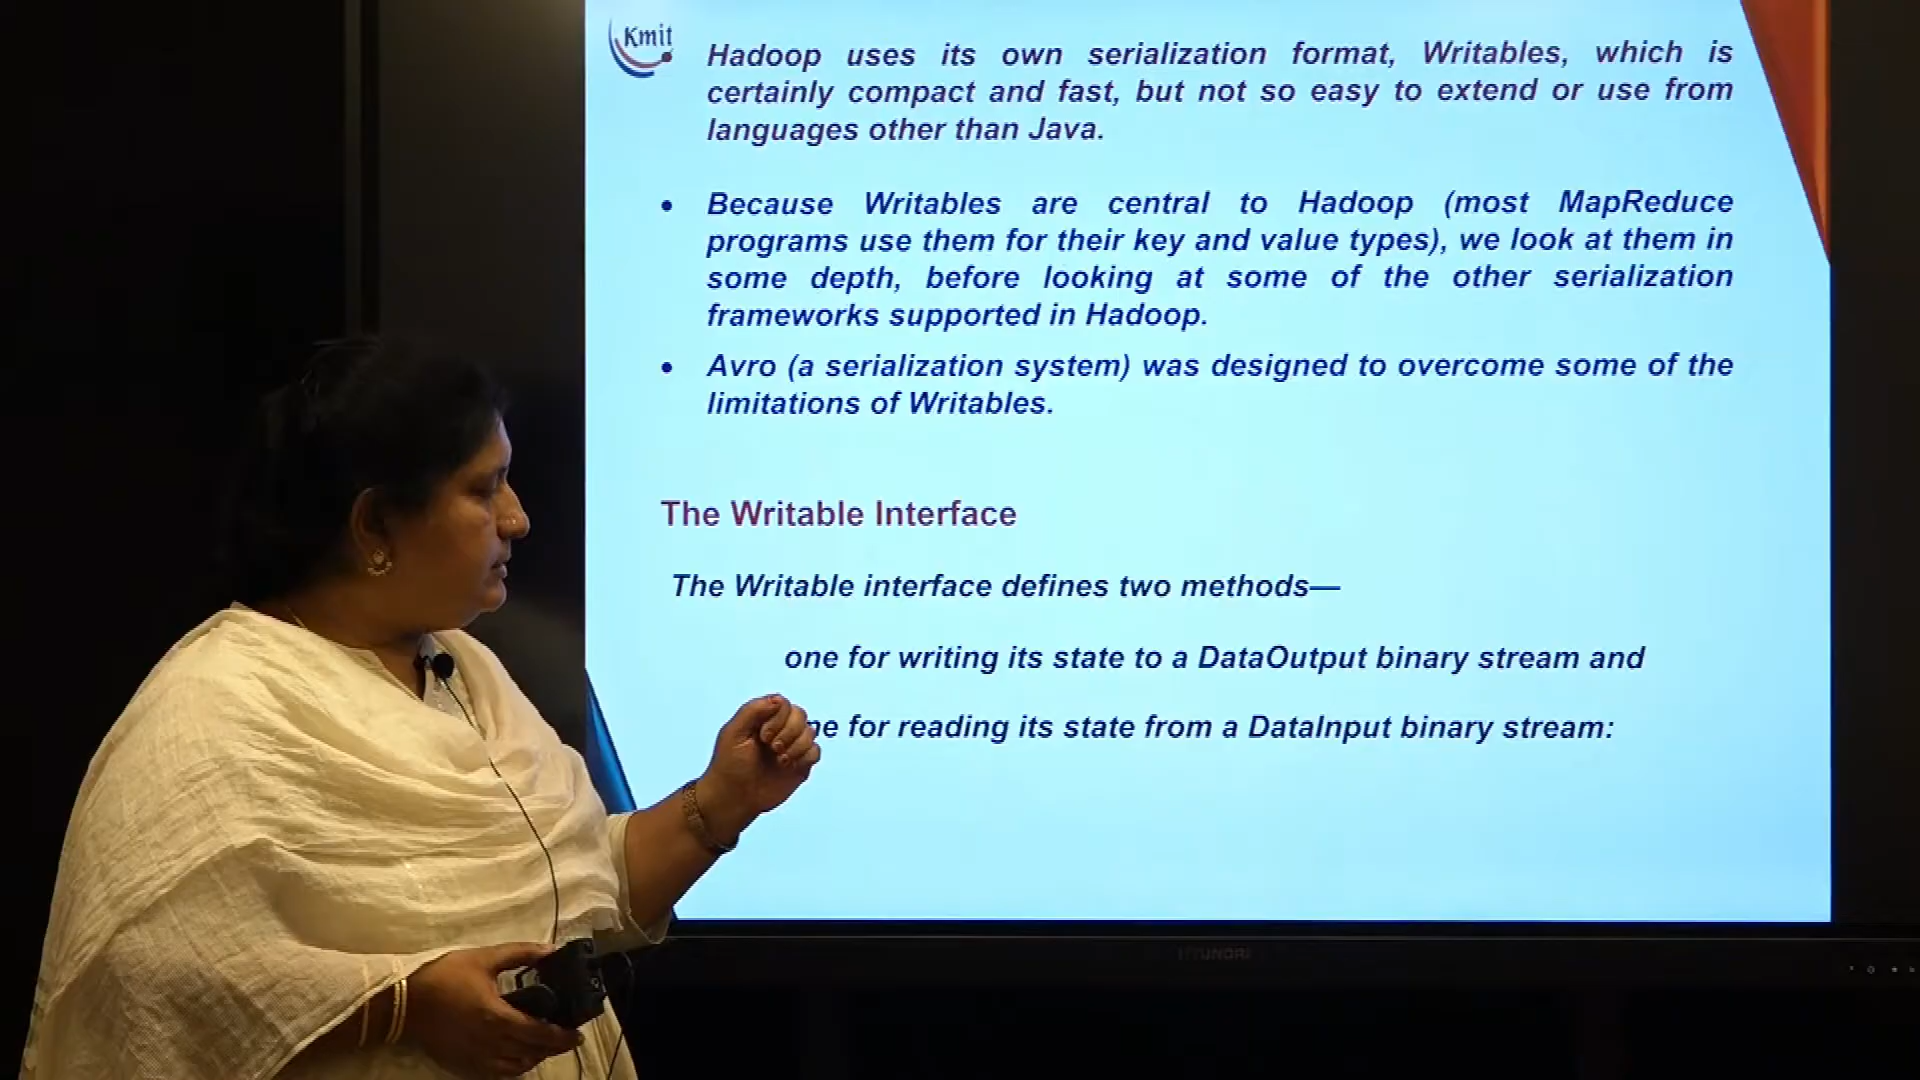 Kmit
Hadoop uses its own serialization format, Writables, which is
certainly compact and fast, but not so easy to extend or use from
languages other than Java.
• Because Writables are central to Hadoop (most MapReduce
programs use them for their key and value types), we look at them in
some depth, before looking at some of the other serialization
frameworks supported in Hadoop.
• Avro (a serialization system) was designed to overcome some of the
limitations of Writables.
The Writable Interface
The Writable interface defines two methods—
one for writing its state to a DataOutput binary stream and
ne for reading its state from a DataInput binary stream:
HYUNDAI